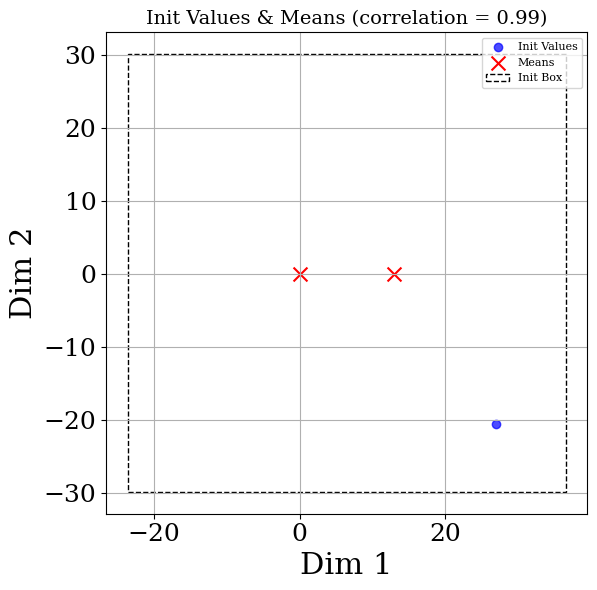 Init Values & Means (correlation = 0.99)
Init Values
Means
Init Box
30
20
10
0
−10
−20
−30
Dim 2
−20
0
20
Dim 1